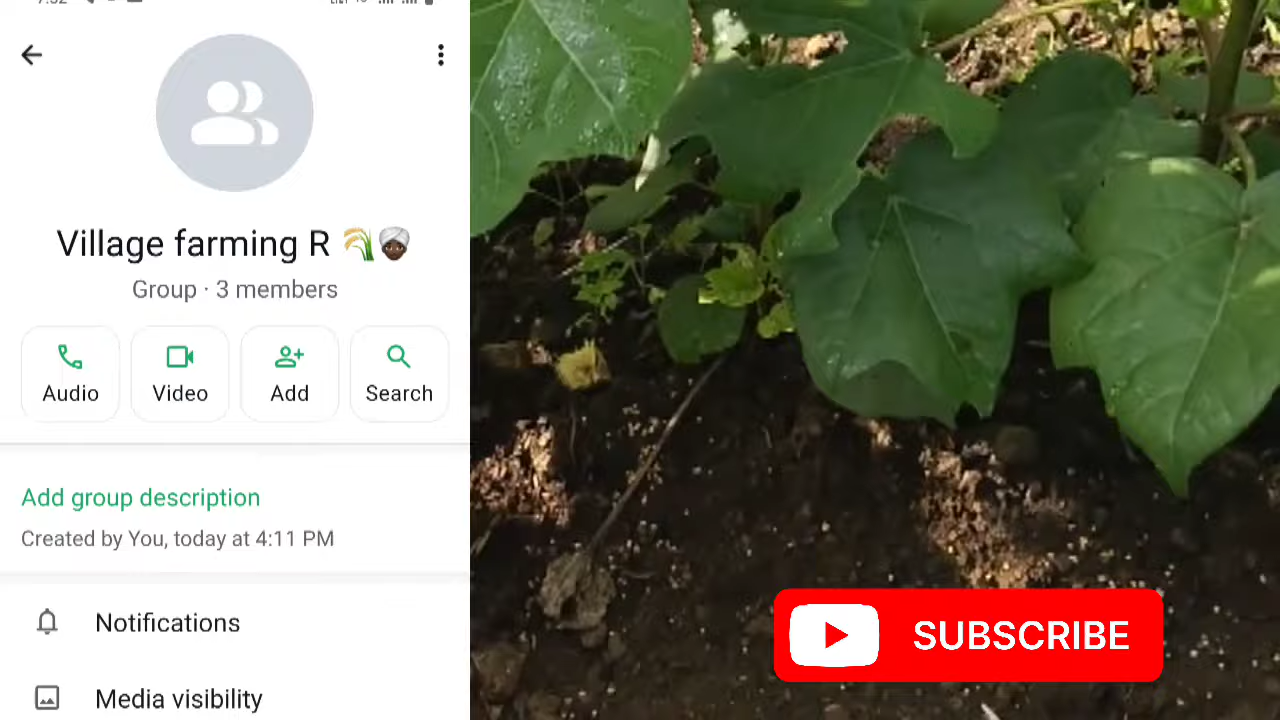 Village farming R 🌾👳🏿
Group · 3 members
Audio
Video
Add
Search
Add group description
Created by You, today at 4:11 PM
Notifications
Media visibility
SUBSCRIBE